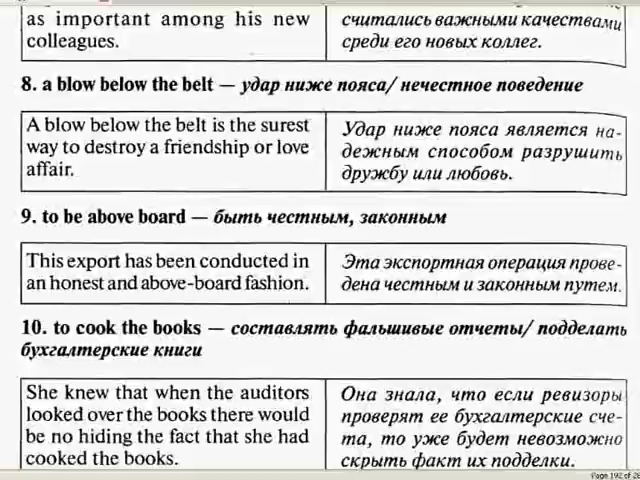 as important among his new
colleagues.
считались важными качествами
среди его новых коллег.
8. a blow below the belt — удар ниже пояса/ нечестное поведение
A blow below the belt is the surest
way to destroy a friendship or love
affair.
Удар ниже пояса является на-
дежным способом разрушить
дружбу или любовь.
9. to be above board — быть честным, законным
This export has been conducted in
an honest and above-board fashion.
Эта экспортная операция прове-
дена честным и законным путем.
10. to cook the books — составлять фальшивые отчеты/ подделать
бухгалтерские книги
She knew that when the auditors
looked over the books there would
be no hiding the fact that she had
cooked the books.
Она знала, что если ревизоры
проверят ее бухгалтерские сче-
та, то уже будет невозможно
скрыть факт их подделки.
Page 192 of 26